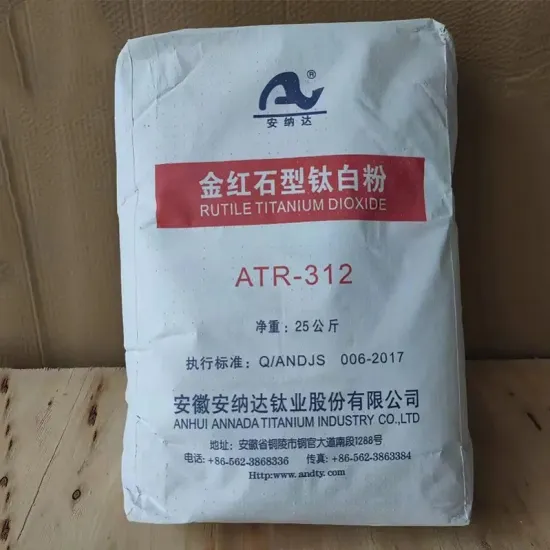 ®
安纳达
金红石型钛白粉
RUTILE TITANIUM DIOXIDE
ATR-312
净重：25公斤
执行标准：Q/ANDJS 006-2017
安徽安纳达钛业股份有限公司
ANHUI ANNADA TITANIUM INDUSTRY CO.,LTD
地址：安徽省铜陵市铜官大道南段1288号
电话：+86-562-3868336 传真：+86-562-3863384
Http:www.andty.com